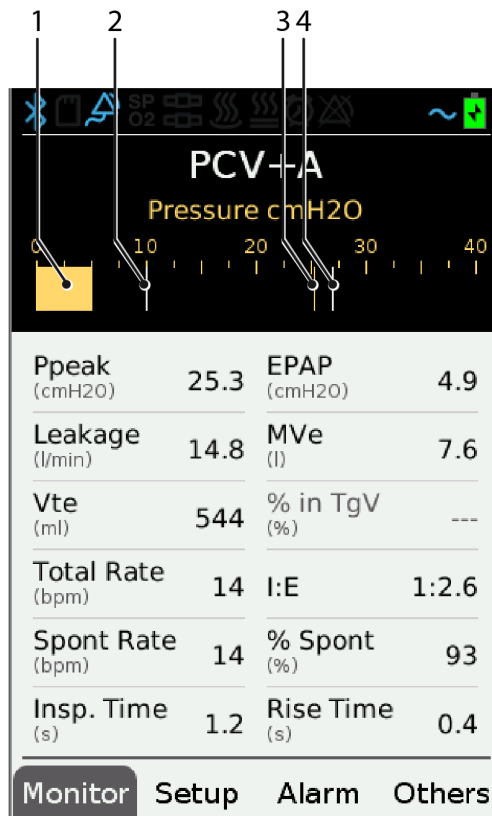 1 2 3 4
SP
O2
PCV+A
Pressure cmH2O
0 10 20 30 40
Ppeak 25.3 EPAP 4.9
(cmH2O) (cmH2O)
Leakage 14.8 MVe 7.6
(l/min) (l)
Vte 544 % in TgV ---
(ml) (%)
Total Rate 14 I:E 1:2.6
(bpm)
Spont Rate 14 % Spont 93
(bpm) (%)
Insp. Time 1.2 Rise Time 0.4
(s) (s)
Monitor Setup Alarm Others